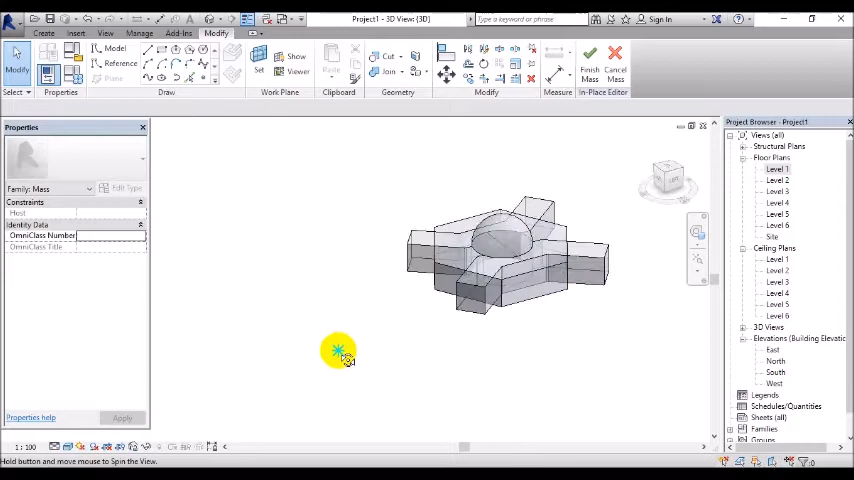 Project1 - 3D View: {3D}
Type a keyword or phrase
Sign In
Create
Insert
View
Manage
Add-Ins
Modify
Modify
Model
Reference
Plane
Set
Show
Viewer
Paste
Cut
Join
Finish
Mass
Cancel
Mass
Select
Properties
Draw
Work Plane
Clipboard
Geometry
Modify
Measure
In-Place Editor
Properties
Family: Mass
Edit Type
Constraints
Host
Identity Data
OmniClass Number
OmniClass Title
Properties help
Apply
Project Browser - Project1
Views (all)
Structural Plans
Floor Plans
Level 1
Level 2
Level 3
Level 4
Level 5
Level 6
Site
Ceiling Plans
Level 1
Level 2
Level 3
Level 4
Level 5
Level 6
3D Views
Elevations (Building Elevatio
East
North
South
West
Legends
Schedules/Quantities
Sheets (all)
Families
Groups
1 : 100
Hold button and move mouse to Spin the View.
:0